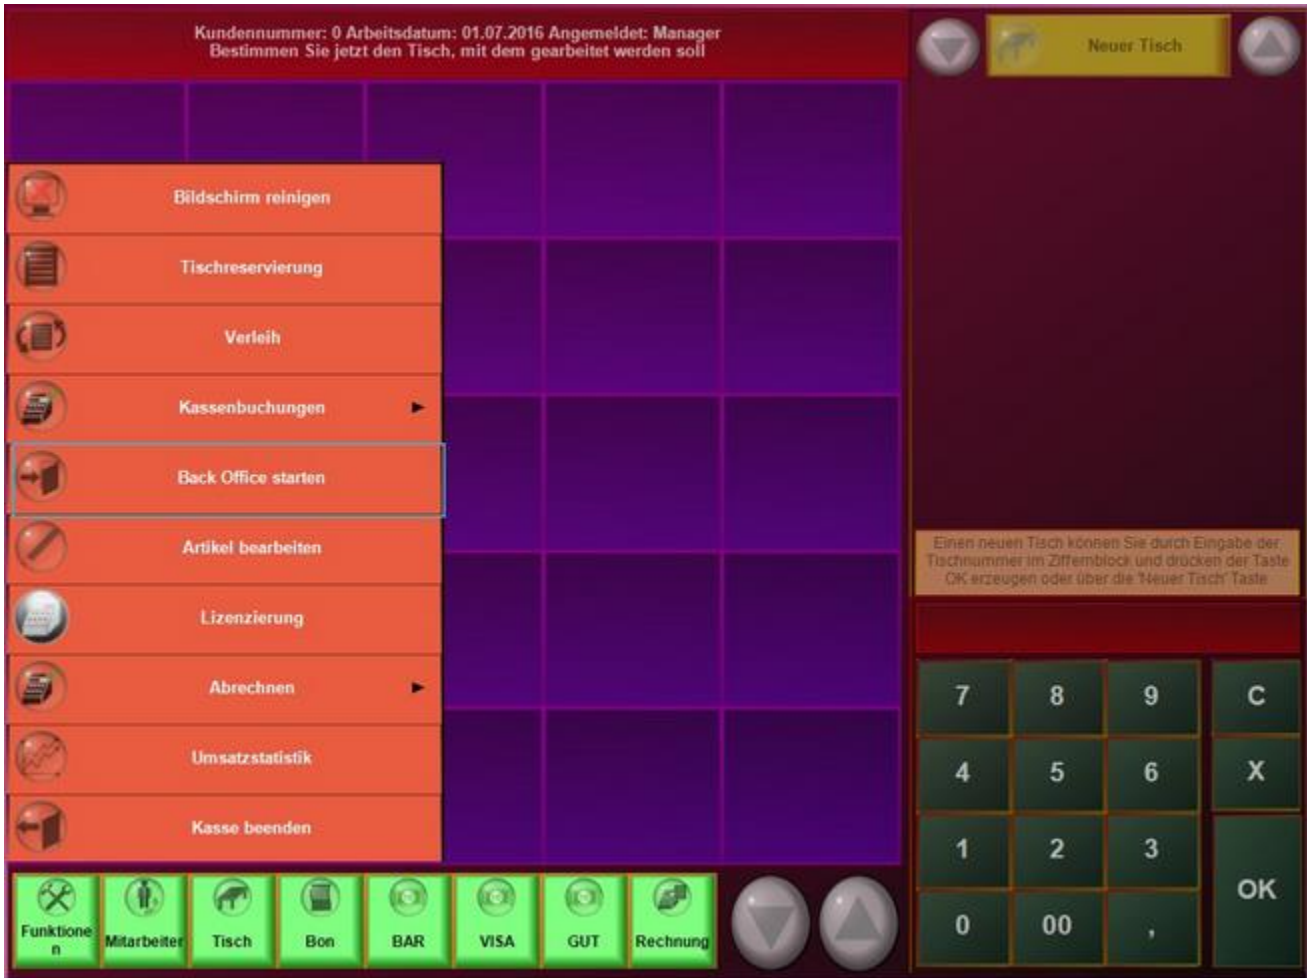 Kundennummer: 0 Arbeitsdatum: 01.07.2016 Angemeldet: Manager
Bestimmen Sie jetzt den Tisch, mit dem gearbeitet werden soll
Neuer Tisch
Bildschirm reinigen
Tischreservierung
Verleih
Kassenbuchungen
Back Office starten
Artikel bearbeiten
Lizenzierung
Abrechnen
Umsatzstatistik
Kasse beenden
Einen neuen Tisch können Sie durch Eingabe der
Tischnummer im Ziffernblock und drücken der Taste
OK erzeugen oder über die 'Neuer Tisch' Taste
7 8 9 C
4 5 6 X
1 2 3
OK
0 00 ,
Funktione
n
Mitarbeiter
Tisch
Bon
BAR
VISA
GUT
Rechnung